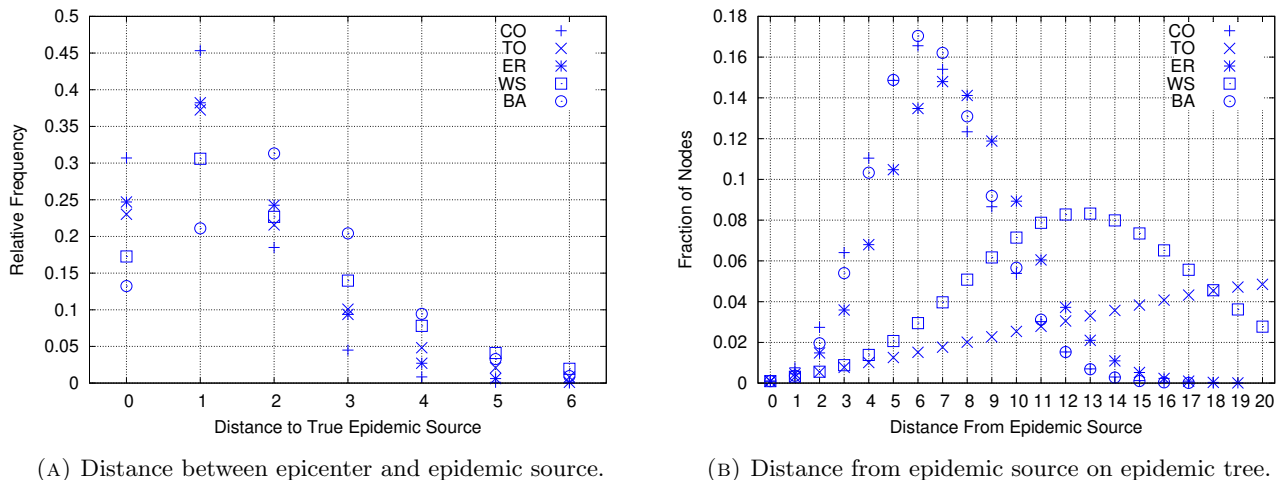 0.5
0.45
0.4
0.35
0.3
0.25
0.2
0.15
0.1
0.05
0
Relative Frequency
CO
TO
ER
WS
BA
0 1 2 3 4 5 6
Distance to True Epidemic Source
(A) Distance between epicenter and epidemic source.
0.18
0.16
0.14
0.12
0.1
0.08
0.06
0.04
0.02
0
Fraction of Nodes
CO
TO
ER
WS
BA
0 1 2 3 4 5 6 7 8 9 10 11 12 13 14 15 16 17 18 19 20
Distance From Epidemic Source
(B) Distance from epidemic source on epidemic tree.